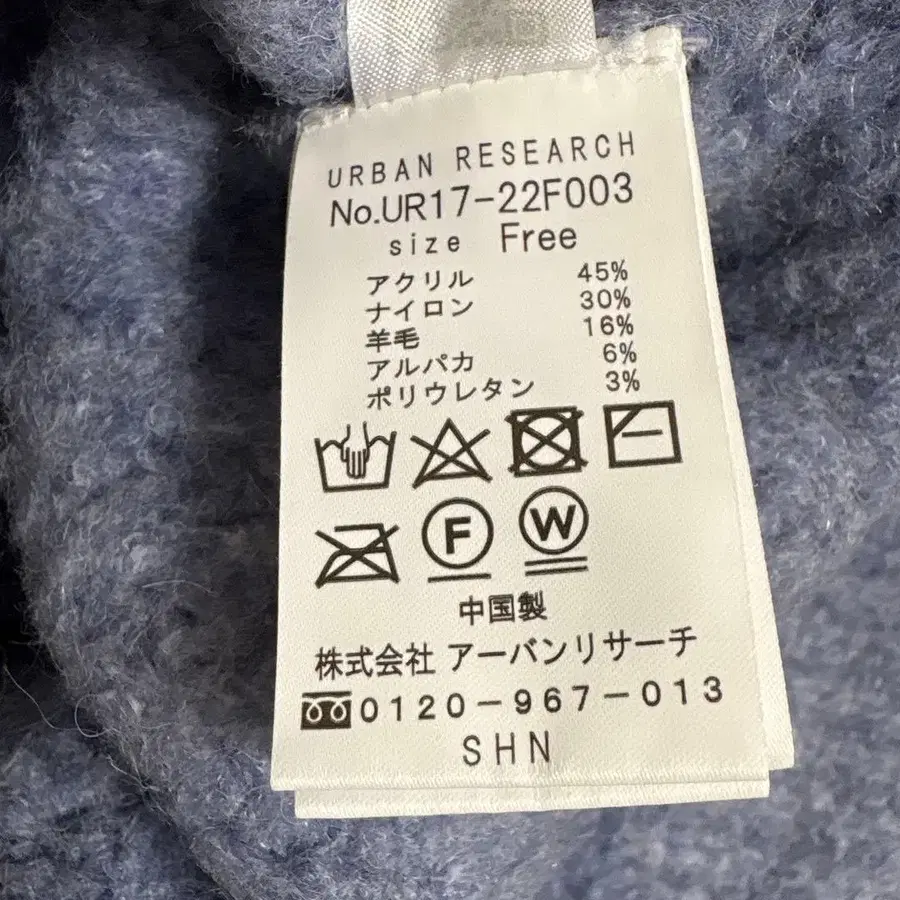 URBAN RESEARCH
No.UR17-22F003
size Free
アクリル 45%
ナイロン 30%
羊毛 16%
アルパカ 6%
ポリウレタン 3%
F W
中国製
株式会社 アーバンリサーチ
0120-967-013
SHN